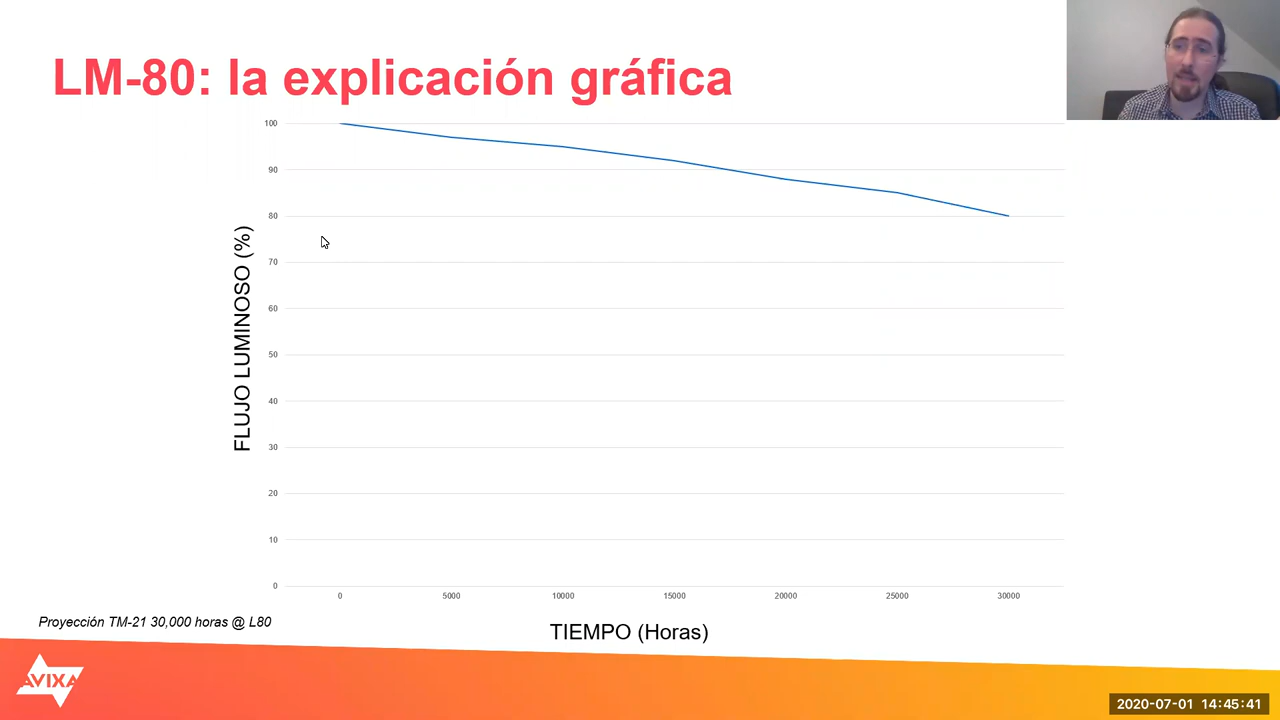 LM-80: la explicación gráfica
FLUJO LUMINOSO (%)
100
90
80
70
60
50
40
30
20
10
0
0 5000 10000 15000 20000 25000 30000
TIEMPO (Horas)
Proyección TM-21 30,000 horas @ L80
AVIXA
2020-07-01 14:45:41